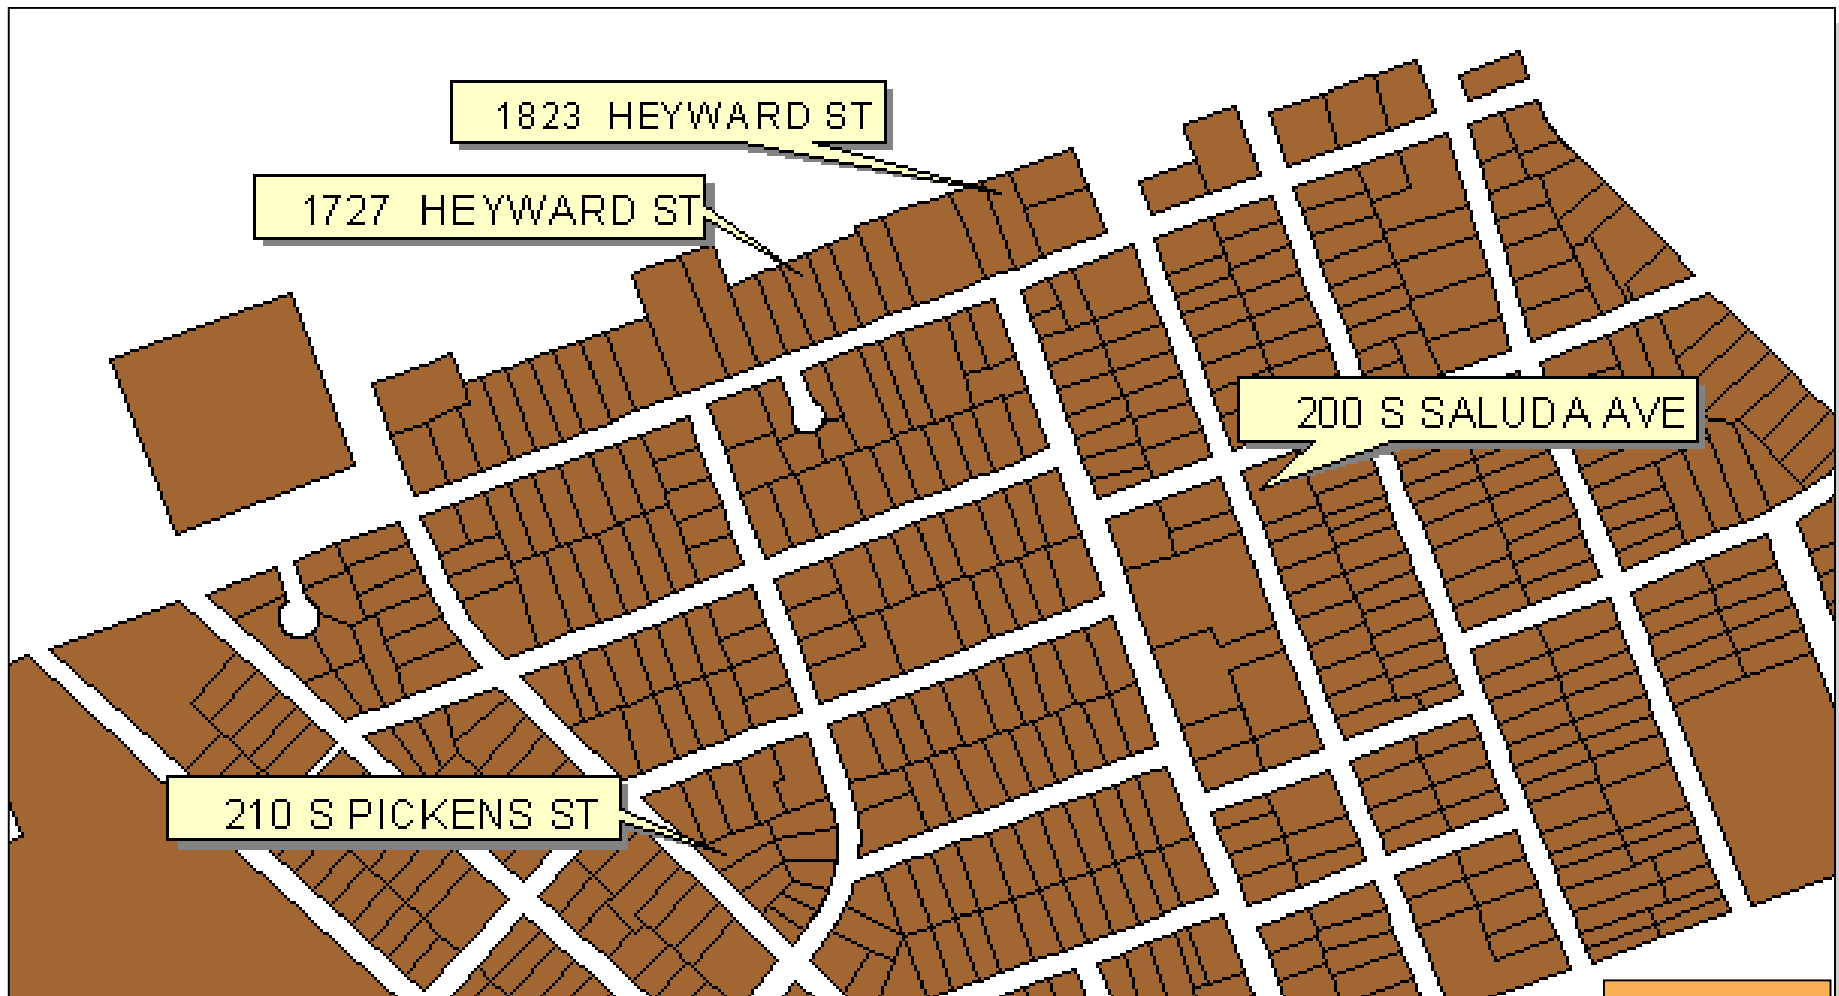 1823 HEYWARD ST
1727 HEYWARD ST
200 S SALUDA AVE
210 S PICKENS ST